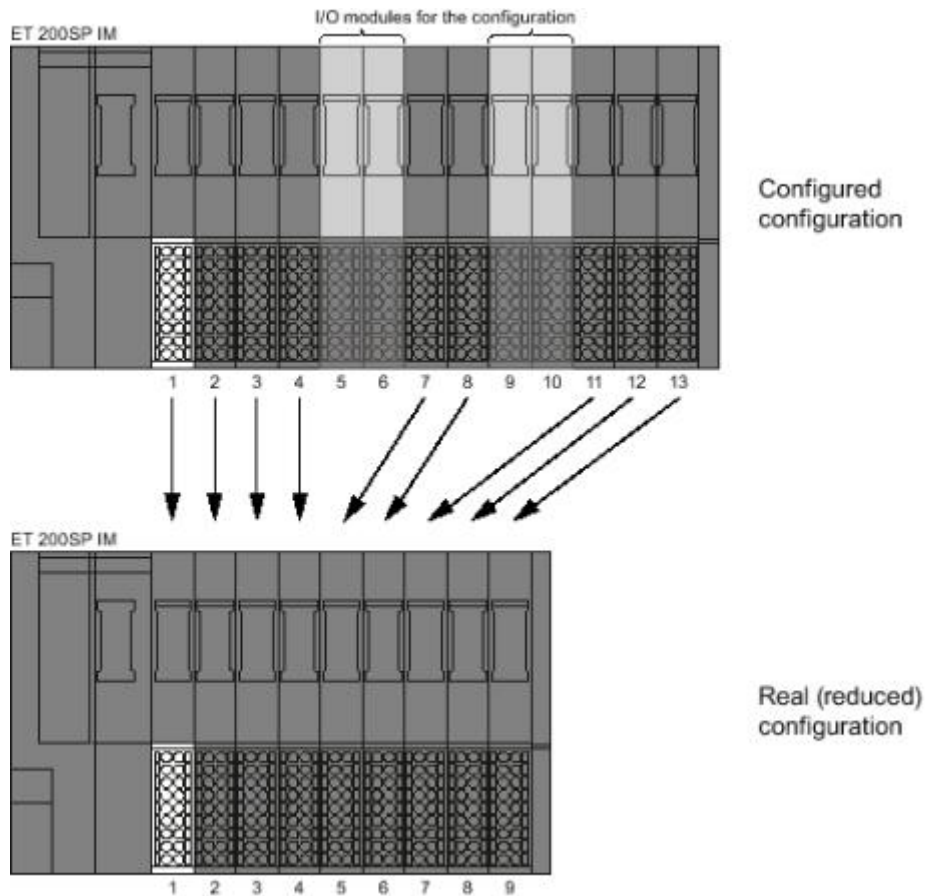 I/O modules for the configuration
ET 200SP IM
Configured
configuration
1 2 3 4 5 6 7 8 9 10 11 12 13
ET 200SP IM
Real (reduced)
configuration
1 2 3 4 5 6 7 8 9